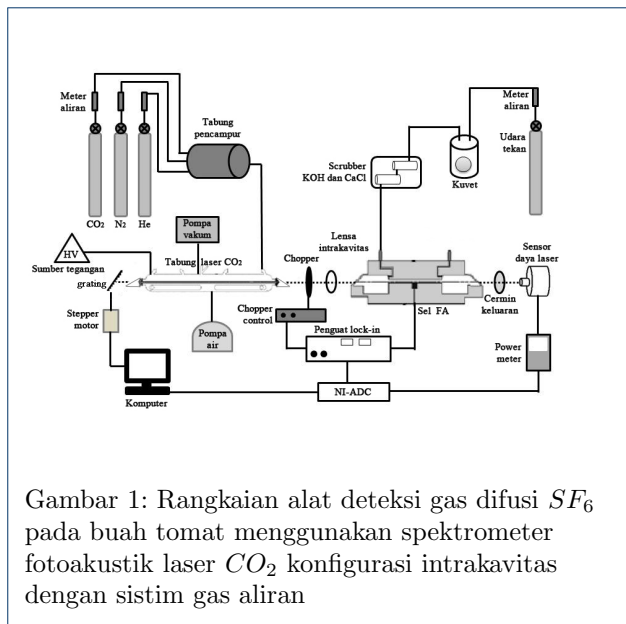 Meter
aliran
CO2 N2 He
Tabung
pencampur
Scrubber
KOH dan CaCl
Kuvet
Meter
aliran
Udara
tekan
HV
Sumber tegangan
grating
Pompa
vakum
Tabung laser CO2
Chopper
Lensa
intrakavitas
Sensor
daya laser
Stepper
motor
Pompa
air
Chopper
control
Penguat lock-in
Sel FA
Cermin
keluaran
Power
meter
Komputer
NI-ADC
Gambar 1: Rangkaian alat deteksi gas difusi SF6
pada buah tomat menggunakan spektrometer
fotoakustik laser CO2 konfigurasi intrakavitas
dengan sistim gas aliran